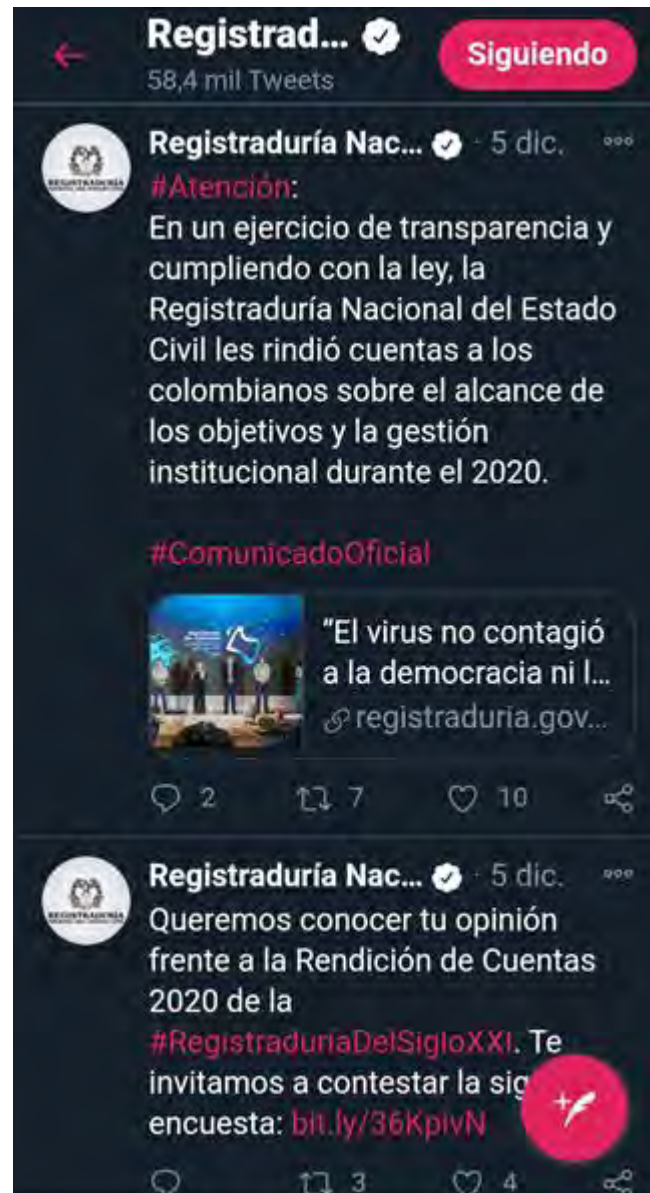 Registrad...
Siguiendo
58,4 mil Tweets
Registraduría Nac... · 5 dic.
#Atención:
En un ejercicio de transparencia y
cumpliendo con la ley, la
Registraduría Nacional del Estado
Civil les rindió cuentas a los
colombianos sobre el alcance de
los objetivos y la gestión
institucional durante el 2020.
#ComunicadoOficial
"El virus no contagió
a la democracia ni l...
registraduria.gov...
2 7 10
Registraduría Nac... · 5 dic.
Queremos conocer tu opinión
frente a la Rendición de Cuentas
2020 de la
#RegistraduriaDelSigloXXI. Te
invitamos a contestar la sig
encuesta: bit.ly/36KpivN
3 4
REGISTRADURÍA
REGISTRADURÍA